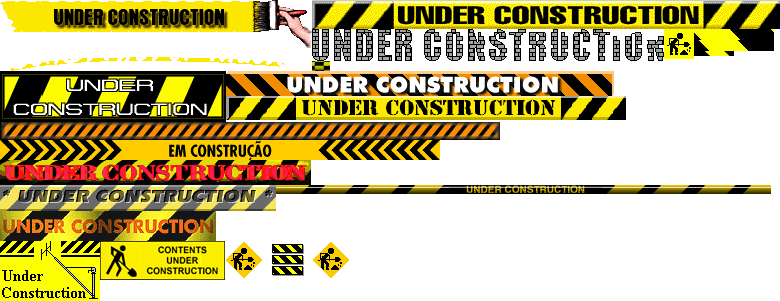 UNDER CONSTRUCTION
UNDER CONSTRUCTION
UNDER CONSTRUCTION
UNDER
CONSTRUCTION
UNDER CONSTRUCTION
UNDER CONSTRUCTION
EM CONSTRUÇÃO
UNDER CONSTRUCTION
UNDER CONSTRUCTION
* UNDER CONSTRUCTION *
UNDER CONSTRUCTION
CONTENTS
UNDER
CONSTRUCTION
Under
Construction